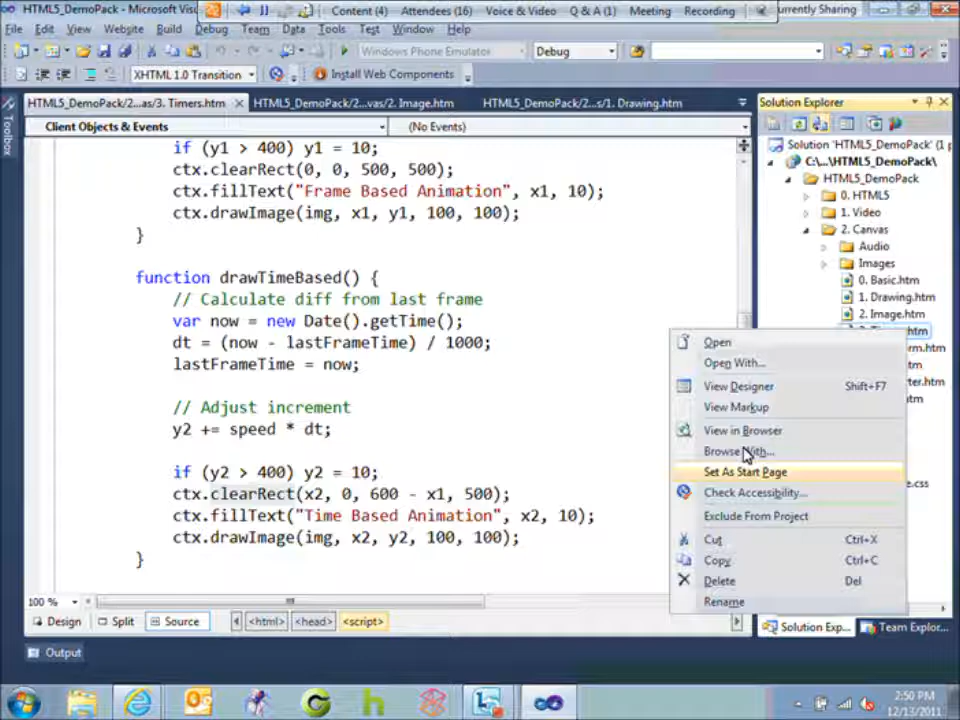 HTML5_DemoPack - Microsoft Visu
Content (4) Attendees (16) Voice & Video Q & A (1) Meeting Recording
urrently Sharing
File Edit View Website Build Debug Team Data Tools Test Window Help
Windows Phone Emulator Debug
XHTML 1.0 Transition Install Web Components
HTML5_DemoPack/2...as/3. Timers.htm HTML5_DemoPack/2...vas/2. Image.htm HTML5_DemoPack/2...s/1. Drawing.htm
Client Objects & Events (No Events)
Toolbox
if (y1 > 400) y1 = 10;
ctx.clearRect(0, 0, 500, 500);
ctx.fillText("Frame Based Animation", x1, 10);
ctx.drawImage(img, x1, y1, 100, 100);
}
function drawTimeBased() {
// Calculate diff from last frame
var now = new Date().getTime();
dt = (now - lastFrameTime) / 1000;
lastFrameTime = now;
// Adjust increment
y2 += speed * dt;
if (y2 > 400) y2 = 10;
ctx.clearRect(x2, 0, 600 - x1, 500);
ctx.fillText("Time Based Animation", x2, 10);
ctx.drawImage(img, x2, y2, 100, 100);
}
100 %
Design Split Source <html> <head> <script>
Output
Solution Explorer
Solution 'HTML5_DemoPack' (1 p
C:\...\HTML5_DemoPack\
HTML5_DemoPack
0. HTML5
1. Video
2. Canvas
Audio
Images
0. Basic.htm
1. Drawing.htm
2. Image.htm
htm
orm.htm
htm
ter.htm
htm
e.css
Open
Open With...
View Designer Shift+F7
View Markup
View in Browser
Browse With...
Set As Start Page
Check Accessibility...
Exclude From Project
Cut Ctrl+X
Copy Ctrl+C
Delete Del
Rename
Solution Exp... Team Explor...
2:50 PM
12/13/2011